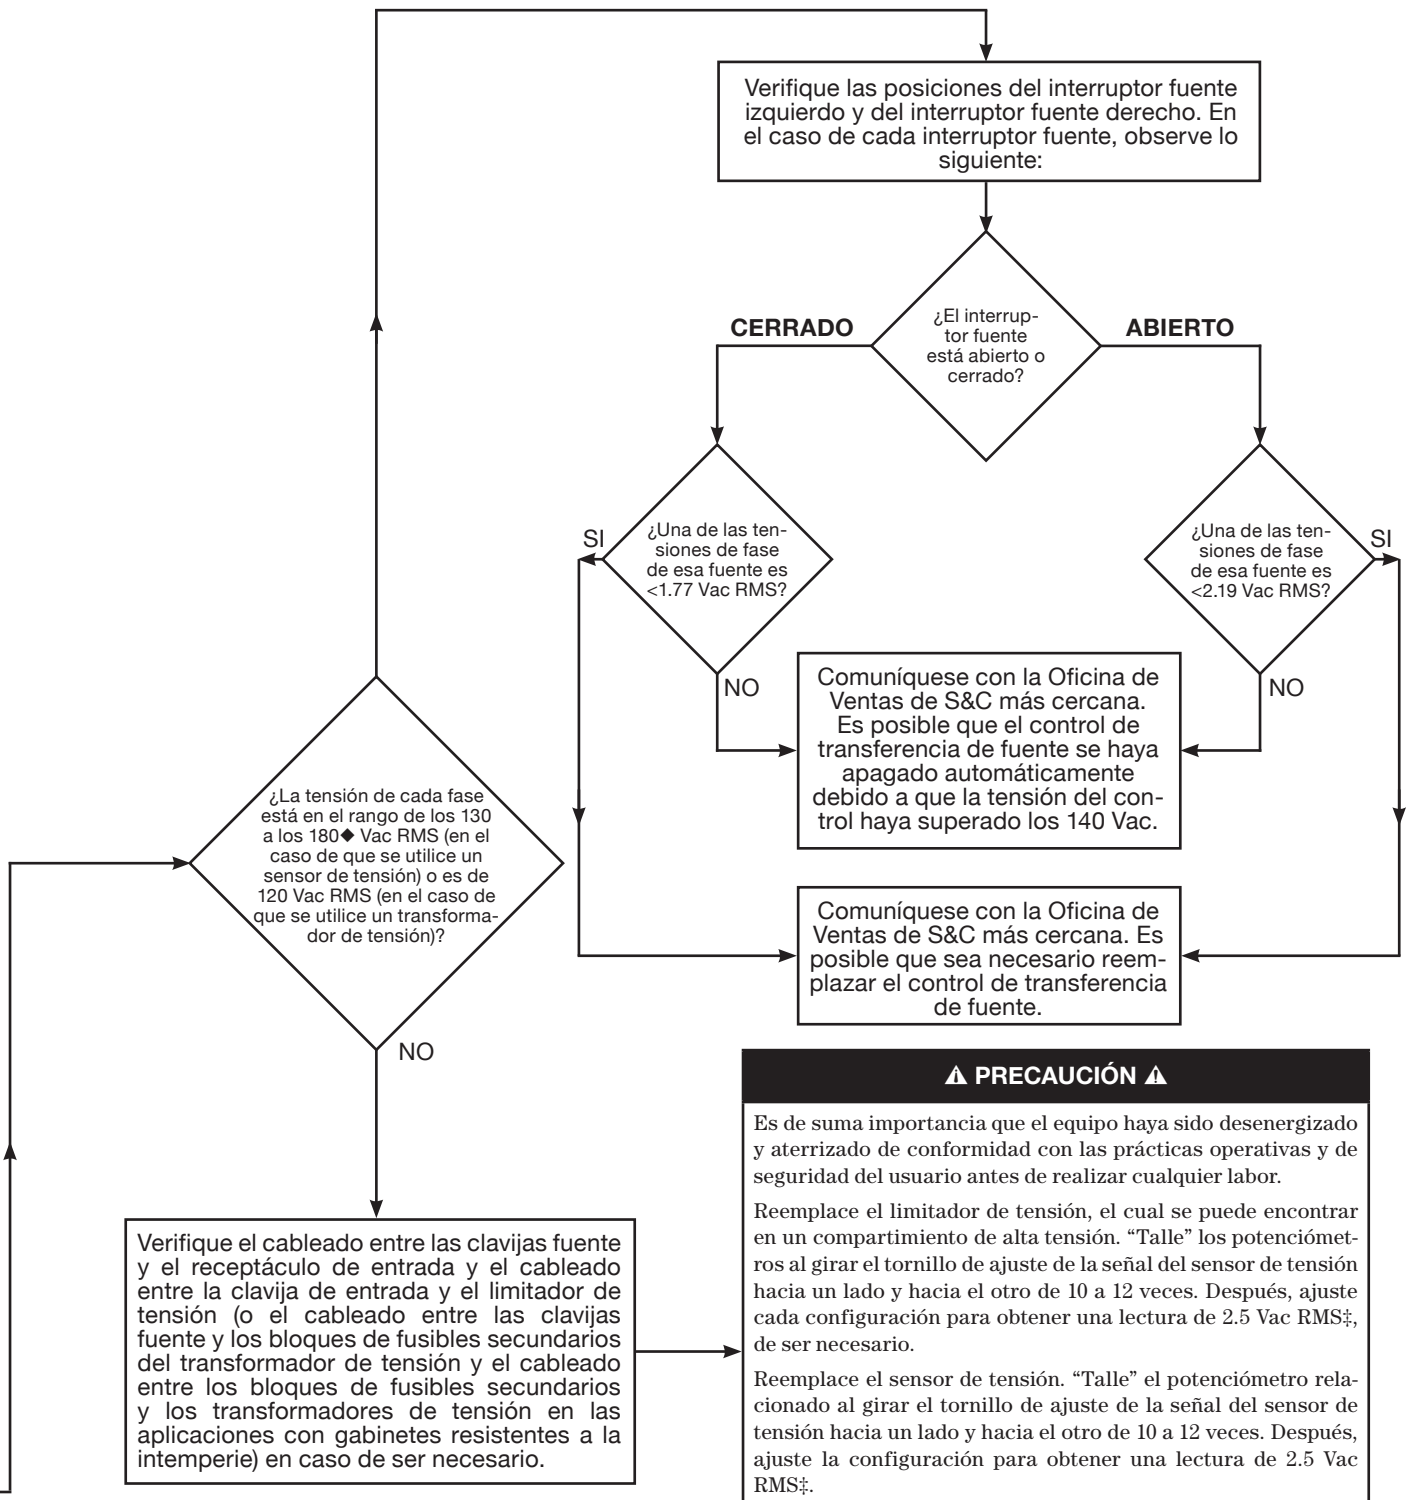 Verifique las posiciones del interruptor fuente
izquierdo y del interruptor fuente derecho. En
el caso de cada interruptor fuente, observe lo
siguiente:
¿El interrup-
tor fuente
está abierto o
cerrado?
CERRADO
ABIERTO
¿Una de las ten-
siones de fase
de esa fuente es
<1.77 Vac RMS?
SI
NO
¿Una de las ten-
siones de fase
de esa fuente es
<2.19 Vac RMS?
SI
NO
Comuníquese con la Oficina de
Ventas de S&C más cercana.
Es posible que el control de
transferencia de fuente se haya
apagado automáticamente
debido a que la tensión del con-
trol haya superado los 140 Vac.
¿La tensión de cada fase
está en el rango de los 130
a los 180◆ Vac RMS (en el
caso de que se utilice un
sensor de tensión) o es de
120 Vac RMS (en el caso de
que se utilice un transforma-
dor de tensión)?
NO
Comuníquese con la Oficina de
Ventas de S&C más cercana. Es
posible que sea necesario reem-
plazar el control de transferencia
de fuente.
Verifique el cableado entre las clavijas fuente
y el receptáculo de entrada y el cableado
entre la clavija de entrada y el limitador de
tensión (o el cableado entre las clavijas
fuente y los bloques de fusibles secundarios
del transformador de tensión y el cableado
entre los bloques de fusibles secundarios
y los transformadores de tensión en las
aplicaciones con gabinetes resistentes a la
intemperie) en caso de ser necesario.
⚠ PRECAUCIÓN ⚠
Es de suma importancia que el equipo haya sido desenergizado
y aterrizado de conformidad con las prácticas operativas y de
seguridad del usuario antes de realizar cualquier labor.
Reemplace el limitador de tensión, el cual se puede encontrar
en un compartimiento de alta tensión. “Talle” los potencióme­t-
ros al girar el tornillo de ajuste de la señal del sensor de tensión
hacia un lado y hacia el otro de 10 a 12 veces. Después, ajuste
cada configuración para obtener una lectura de 2.5 Vac RMS‡,
de ser necesario.
Reemplace el sensor de tensión. “Talle” el potenciómetro rela-
cionado al girar el tornillo de ajuste de la señal del sensor de
tensión hacia un lado y hacia el otro de 10 a 12 veces. Después,
ajuste la configuración para obtener una lectura de 2.5 Vac
RMS‡.